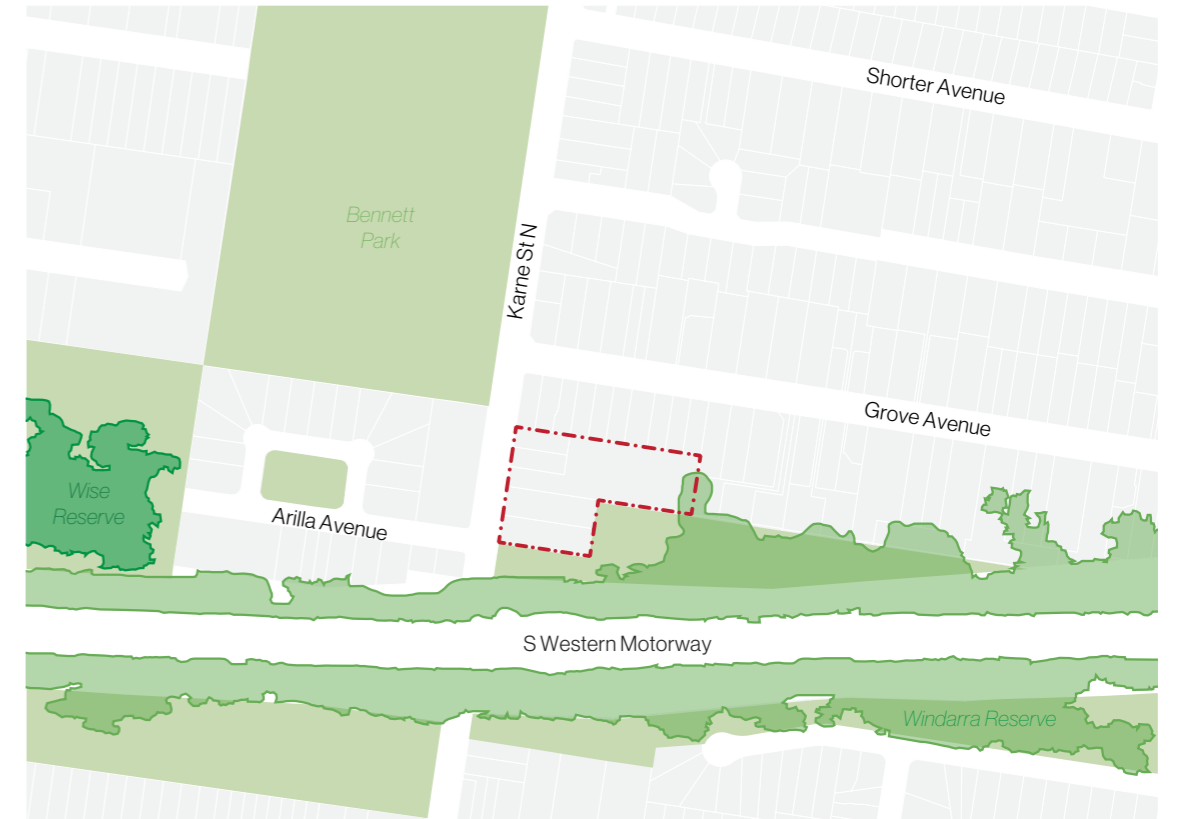 Shorter Avenue
Bennett
Park
Karne St N
Grove Avenue
Wise
Reserve
Arilla Avenue
S Western Motorway
Windarra Reserve